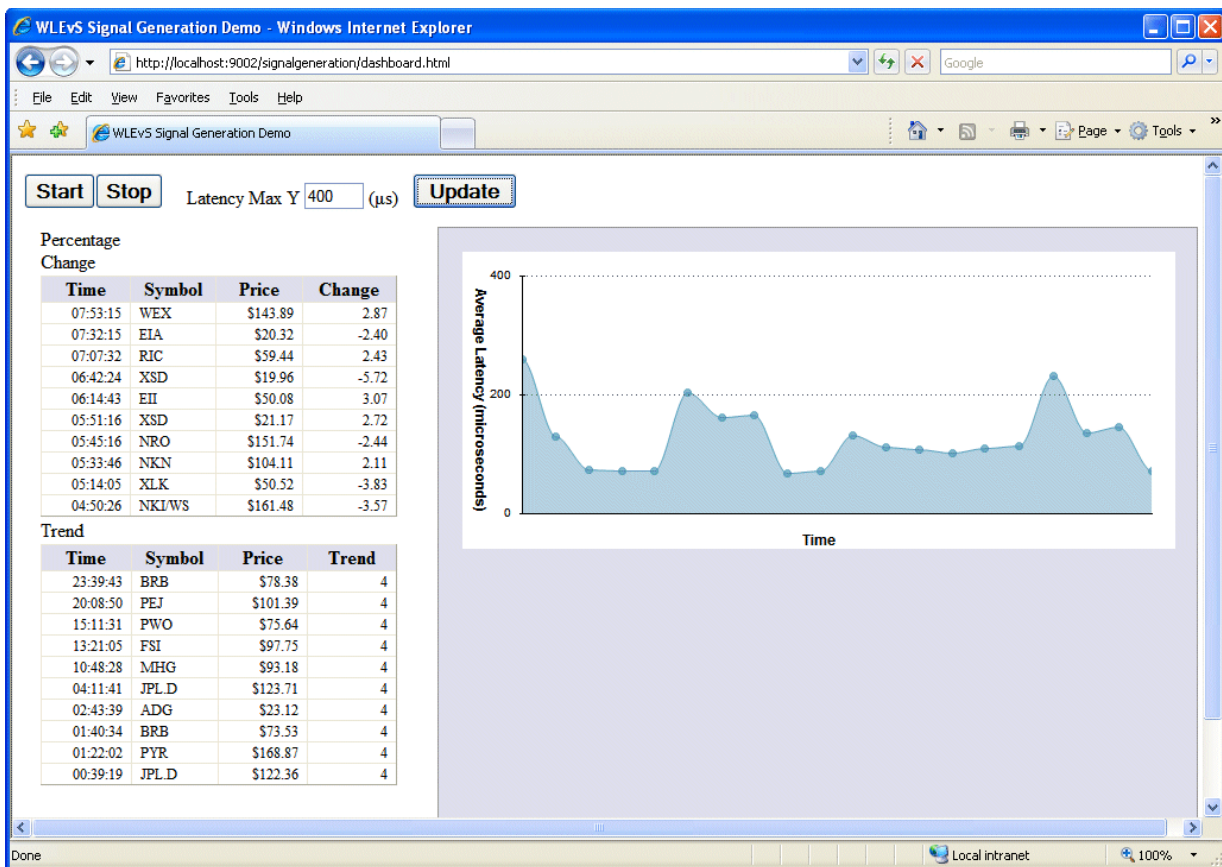 WLEvS Signal Generation Demo - Windows Internet Explorer
http://localhost:9002/signalgeneration/dashboard.html
Google
File Edit View Favorites Tools Help
WLEvS Signal Generation Demo
Page Tools »
Start Stop Latency Max Y 400 (µs) Update
Percentage
Change
Time Symbol Price Change
07:53:15 WEX $143.89 2.87
07:32:15 EIA $20.32 -2.40
07:07:32 RIC $59.44 2.43
06:42:24 XSD $19.96 -5.72
06:14:43 EII $50.08 3.07
05:51:16 XSD $21.17 2.72
05:45:16 NRO $151.74 -2.44
05:33:46 NKN $104.11 2.11
05:14:05 XLK $50.52 -3.83
04:50:26 NKI/WS $161.48 -3.57
Trend
Time Symbol Price Trend
23:39:43 BRB $78.38 4
20:08:50 PEJ $101.39 4
15:11:31 PWO $75.64 4
13:21:05 FSI $97.75 4
10:48:28 MHG $93.18 4
04:11:41 JPL.D $123.71 4
02:43:39 ADG $23.12 4
01:40:34 BRB $73.53 4
01:22:02 PYR $168.87 4
00:39:19 JPL.D $122.36 4
Average Latency (microseconds)
400
200
0
Time
Done
Local intranet
100%